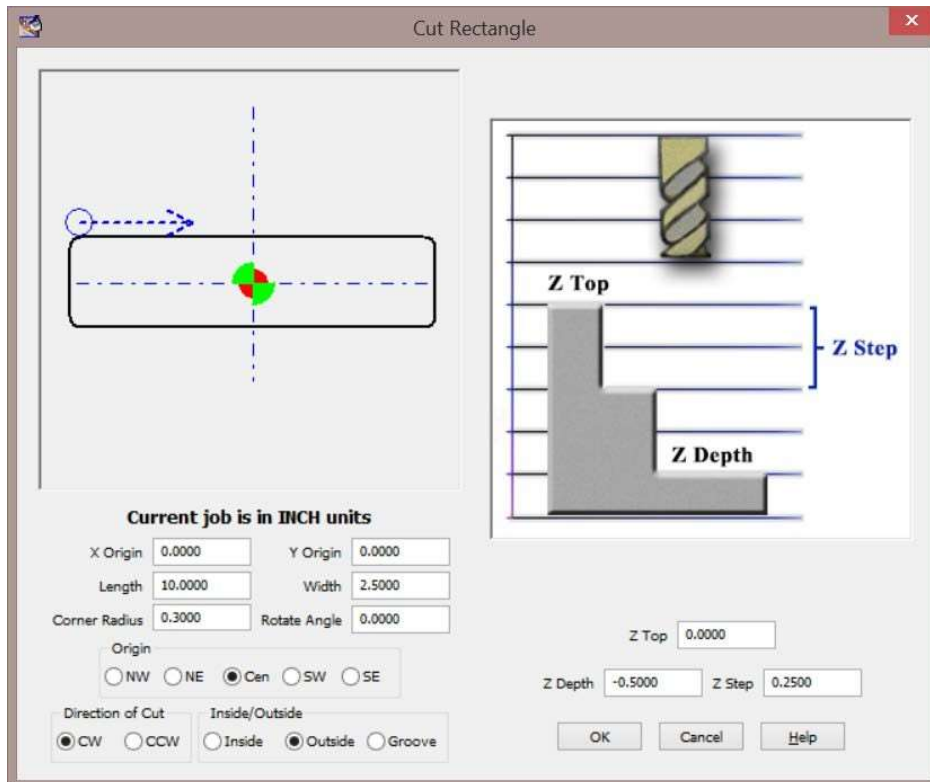 Cut Rectangle
x
Z Top
Z Step
Z Depth
Current job is in INCH units
X Origin 0.0000 Y Origin 0.0000
Length 10.0000 Width 2.5000
Corner Radius 0.3000 Rotate Angle 0.0000
Origin
NW NE Cen SW SE
Direction of Cut Inside/Outside
CW CCW Inside Outside Groove
Z Top 0.0000
Z Depth -0.5000 Z Step 0.2500
OK Cancel Help